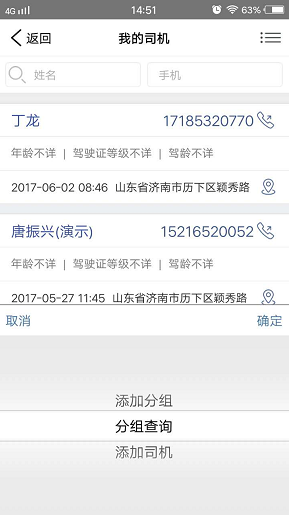 4G 14:51 63%
返回 我的司机
姓名 手机
丁龙 17185320770
年龄不详 | 驾驶证等级不详 | 驾龄不详
2017-06-02 08:46 山东省济南市历下区颖秀路
唐振兴(演示) 15216520052
年龄不详 | 驾驶证等级不详 | 驾龄不详
2017-05-27 11:45 山东省济南市历下区颖秀路
取消 确定
添加分组
分组查询
添加司机